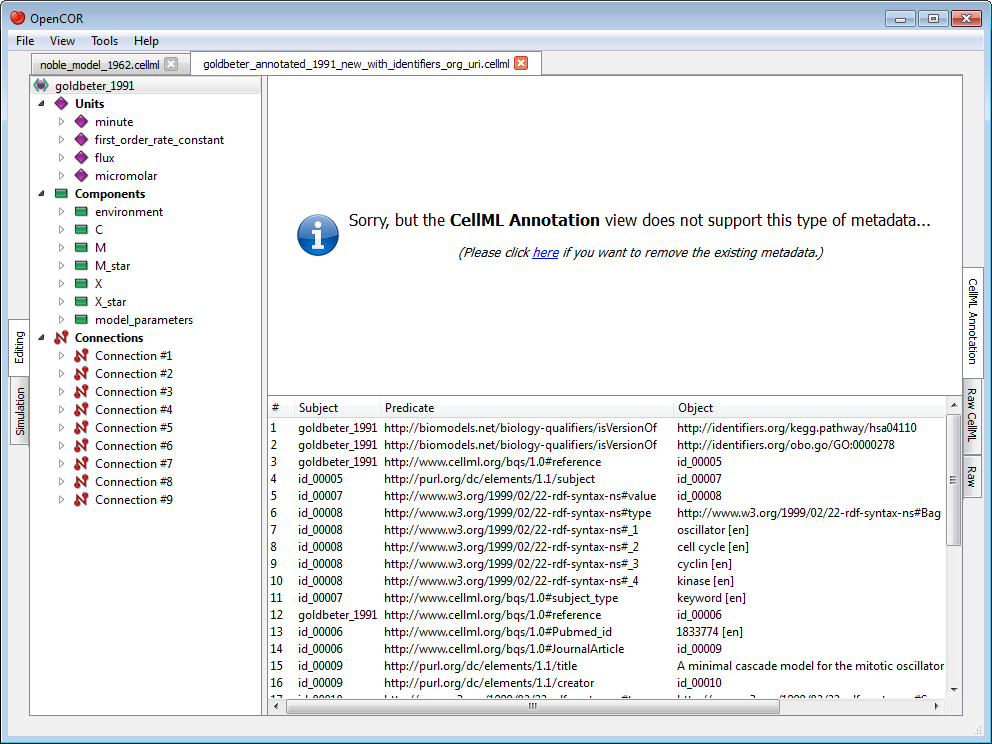 OpenCOR
File View Tools Help
noble_model_1962.cellml
goldbeter_annotated_1991_new_with_identifiers_org_uri.cellml
Editing
Simulation
goldbeter_1991
Units
minute
first_order_rate_constant
flux
micromolar
Components
environment
C
M
M_star
X
X_star
model_parameters
Connections
Connection #1
Connection #2
Connection #3
Connection #4
Connection #5
Connection #6
Connection #7
Connection #8
Connection #9
Sorry, but the CellML Annotation view does not support this type of metadata...
(Please click here if you want to remove the existing metadata.)
# Subject Predicate Object
1 goldbeter_1991 http://biomodels.net/biology-qualifiers/isVersionOf http://identifiers.org/kegg.pathway/hsa04110
2 goldbeter_1991 http://biomodels.net/biology-qualifiers/isVersionOf http://identifiers.org/obo.go/GO:0000278
3 goldbeter_1991 http://www.cellml.org/bqs/1.0#reference id_00005
4 id_00005 http://purl.org/dc/elements/1.1/subject id_00007
5 id_00007 http://www.w3.org/1999/02/22-rdf-syntax-ns#value id_00008
6 id_00008 http://www.w3.org/1999/02/22-rdf-syntax-ns#type http://www.w3.org/1999/02/22-rdf-syntax-ns#Bag
7 id_00008 http://www.w3.org/1999/02/22-rdf-syntax-ns#_1 oscillator [en]
8 id_00008 http://www.w3.org/1999/02/22-rdf-syntax-ns#_2 cell cycle [en]
9 id_00008 http://www.w3.org/1999/02/22-rdf-syntax-ns#_3 cyclin [en]
10 id_00008 http://www.w3.org/1999/02/22-rdf-syntax-ns#_4 kinase [en]
11 id_00007 http://www.cellml.org/bqs/1.0#subject_type keyword [en]
12 goldbeter_1991 http://www.cellml.org/bqs/1.0#reference id_00006
13 id_00006 http://www.cellml.org/bqs/1.0#Pubmed_id 1833774 [en]
14 id_00006 http://www.cellml.org/bqs/1.0#JournalArticle id_00009
15 id_00009 http://purl.org/dc/elements/1.1/title A minimal cascade model for the mitotic oscillator
16 id_00009 http://purl.org/dc/elements/1.1/creator id_00010
CellML Annotation
Raw CellML
Raw